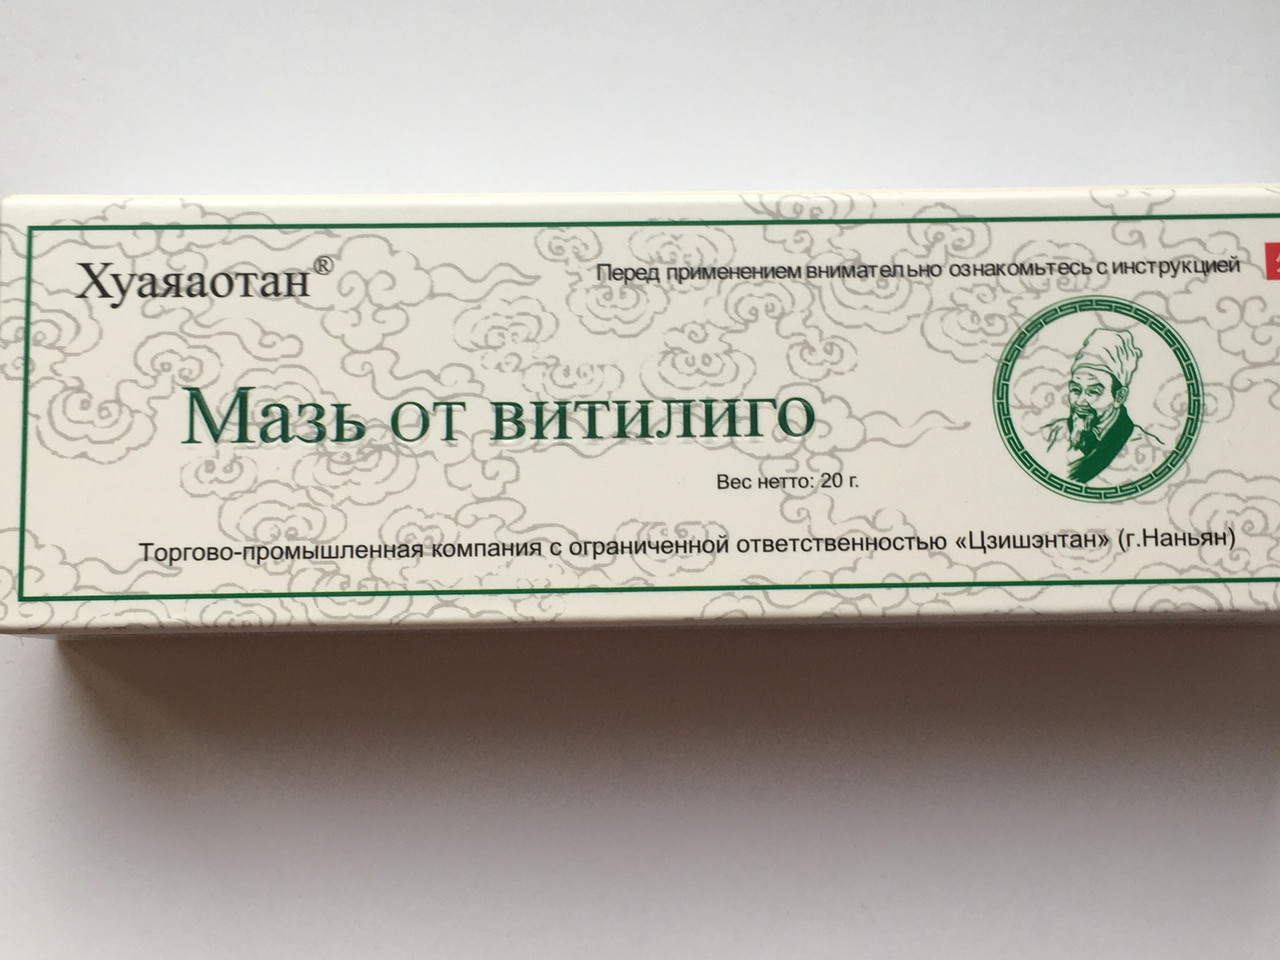 Хуаяаотан®
Перед применением внимательно ознакомьтесь с инструкцией
Мазь от витилиго
Вес нетто: 20 г.
Торгово-промышленная компания с ограниченной ответственностью «Цзишэнтан» (г.Наньян)